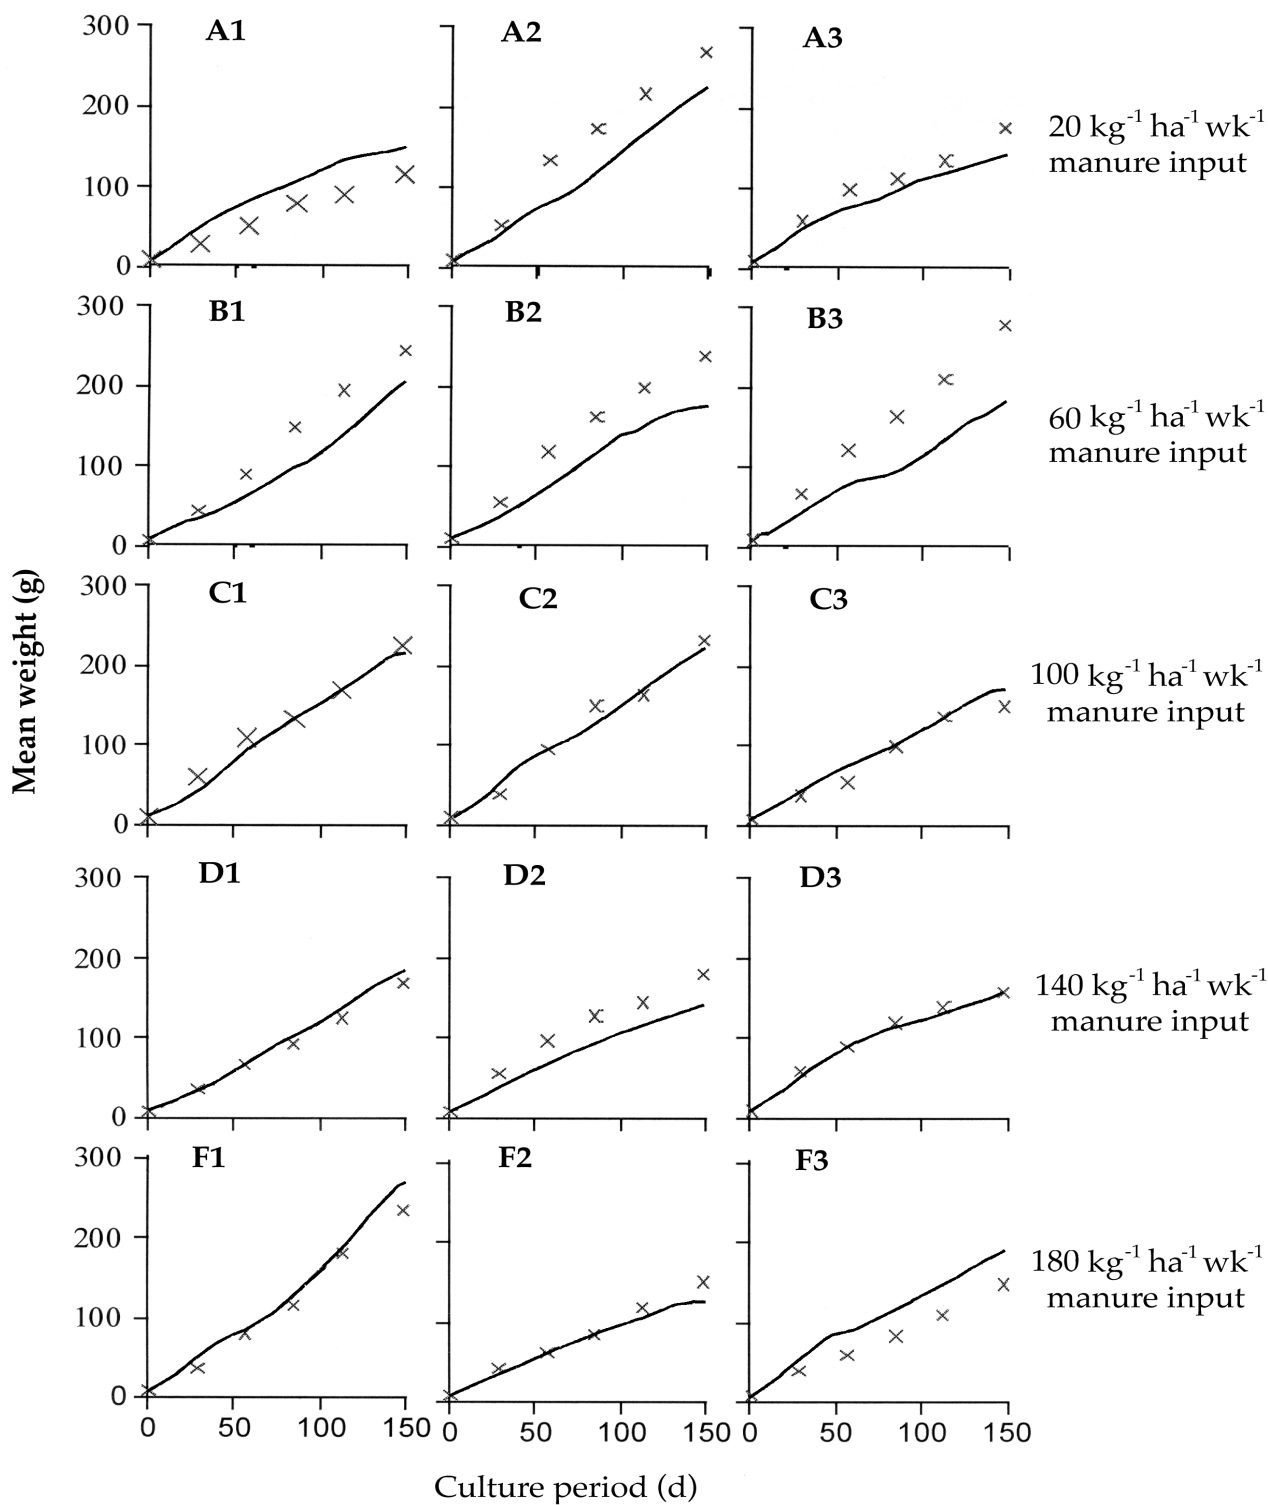 300 A1 A2 A3
200
100
0
20 kg⁻¹ ha⁻¹ wk⁻¹
manure input
300 B1 B2 B3
200
100
0
60 kg⁻¹ ha⁻¹ wk⁻¹
manure input
Mean weight (g)
300 C1 C2 C3
200
100
0
100 kg⁻¹ ha⁻¹ wk⁻¹
manure input
300 D1 D2 D3
200
100
0
140 kg⁻¹ ha⁻¹ wk⁻¹
manure input
300 F1 F2 F3
200
100
0
180 kg⁻¹ ha⁻¹ wk⁻¹
manure input
0 50 100 150 0 50 100 150 0 50 100 150
Culture period (d)